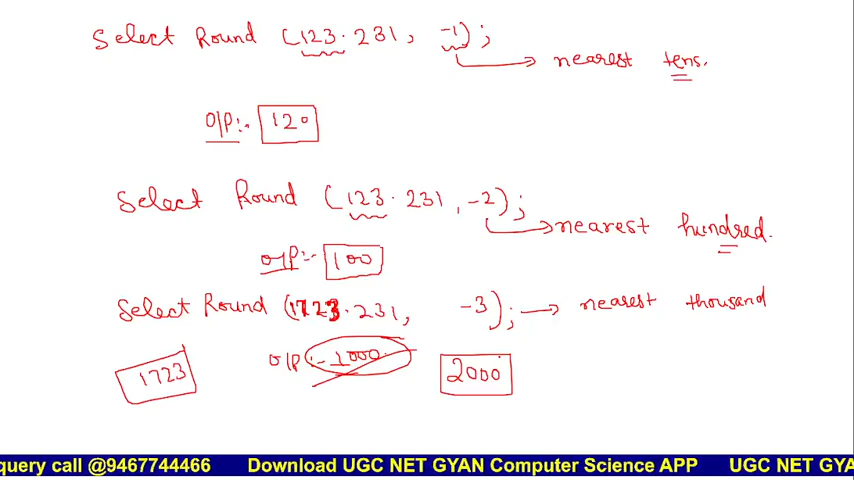 Select Round (123.231, -1);
nearest tens.
O/P:- 120
Select Round (123.231, -2);
nearest hundred.
O/P:- 100
Select Round (1723.231, -3); nearest thousand
1723 O/P:- 1000 2000
query call @9467744466 Download UGC NET GYAN Computer Science APP UGC NET GYA